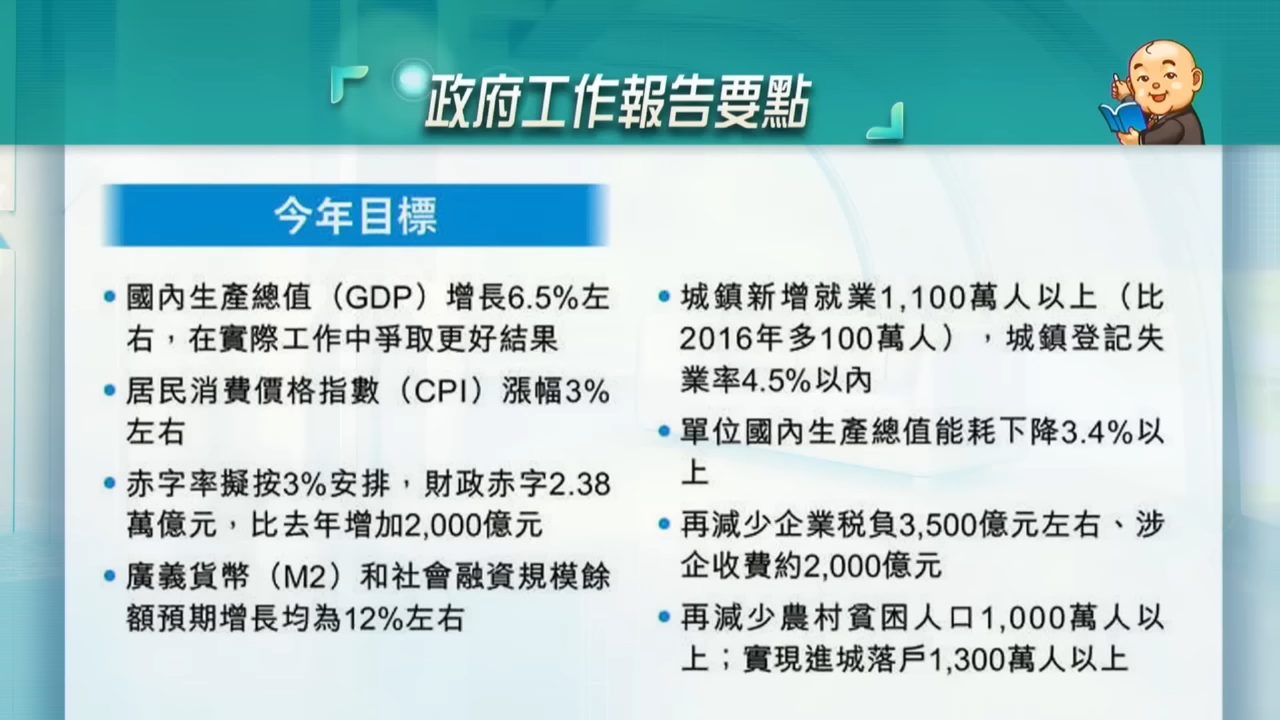 政府工作報告要點
今年目標
• 國內生產總值（GDP）增長6.5%左
右，在實際工作中爭取更好結果
• 居民消費價格指數（CPI）漲幅3%
左右
• 赤字率擬按3%安排，財政赤字2.38
萬億元，比去年增加2,000億元
• 廣義貨幣（M2）和社會融資規模餘
額預期增長均為12%左右
• 城鎮新增就業1,100萬人以上（比
2016年多100萬人），城鎮登記失
業率4.5%以內
• 單位國內生產總值能耗下降3.4%以
上
• 再減少企業税負3,500億元左右、涉
企收費約2,000億元
• 再減少農村貧困人口1,000萬人以
上；實現進城落戶1,300萬人以上